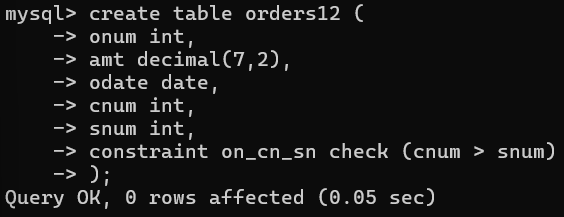 mysql> create table orders12 (
    -> onum int,
    -> amt decimal(7,2),
    -> odate date,
    -> cnum int,
    -> snum int,
    -> constraint on_cn_sn check (cnum > snum)
    -> );
Query OK, 0 rows affected (0.05 sec)